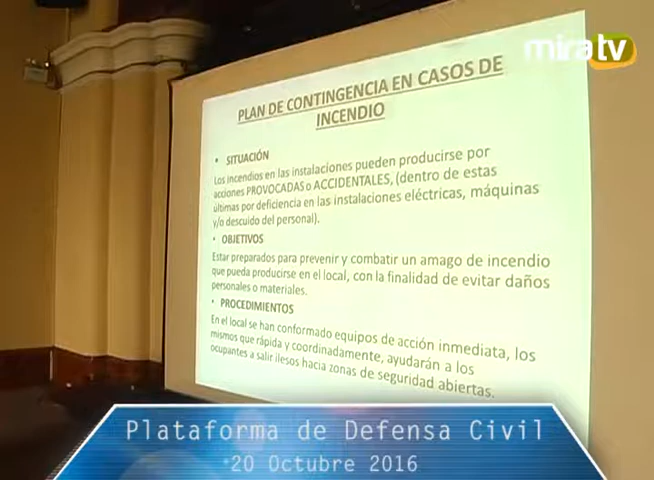 miratv
PLAN DE CONTINGENCIA EN CASOS DE
INCENDIO
• SITUACIÓN
Los incendios en las instalaciones pueden producirse por
acciones PROVOCADAS o ACCIDENTALES, (dentro de estas
últimas por deficiencia en las instalaciones eléctricas, máquinas
y/o descuido del personal).
• OBJETIVOS
Estar preparados para prevenir y combatir un amago de incendio
que pueda producirse en el local, con la finalidad de evitar daños
personales o materiales.
• PROCEDIMIENTOS
En el local se han conformado equipos de acción inmediata, los
mismos que rápida y coordinadamente, ayudarán a los
ocupantes a salir ilesos hacia zonas de seguridad abiertas.
Plataforma de Defensa Civil
20 Octubre 2016